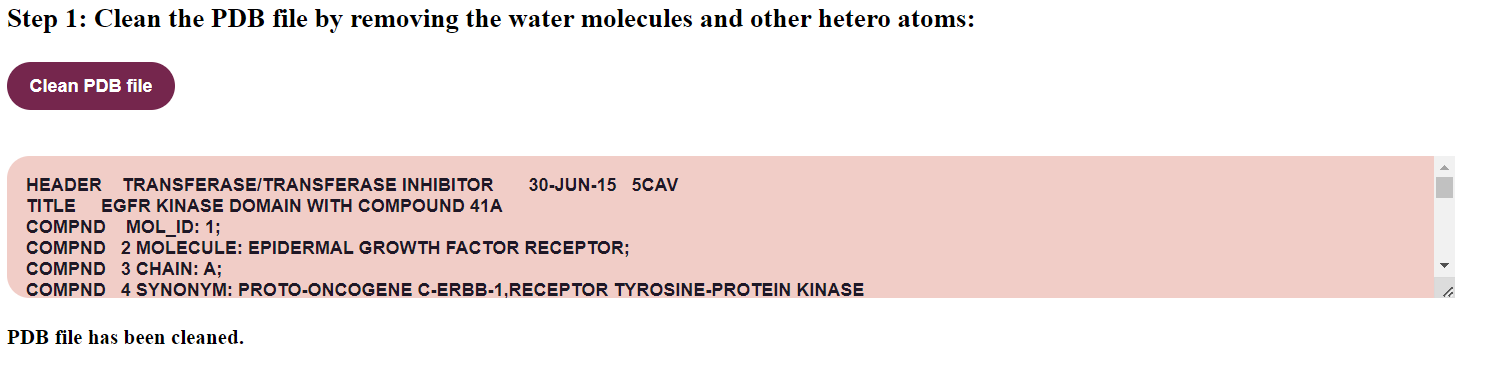 Step 1: Clean the PDB file by removing the water molecules and other hetero atoms:
Clean PDB file
HEADER TRANSFERASE/TRANSFERASE INHIBITOR 30-JUN-15 5CAV
TITLE EGFR KINASE DOMAIN WITH COMPOUND 41A
COMPND MOL_ID: 1;
COMPND 2 MOLECULE: EPIDERMAL GROWTH FACTOR RECEPTOR;
COMPND 3 CHAIN: A;
COMPND 4 SYNONYM: PROTO-ONCOGENE C-ERBB-1,RECEPTOR TYROSINE-PROTEIN KINASE
PDB file has been cleaned.